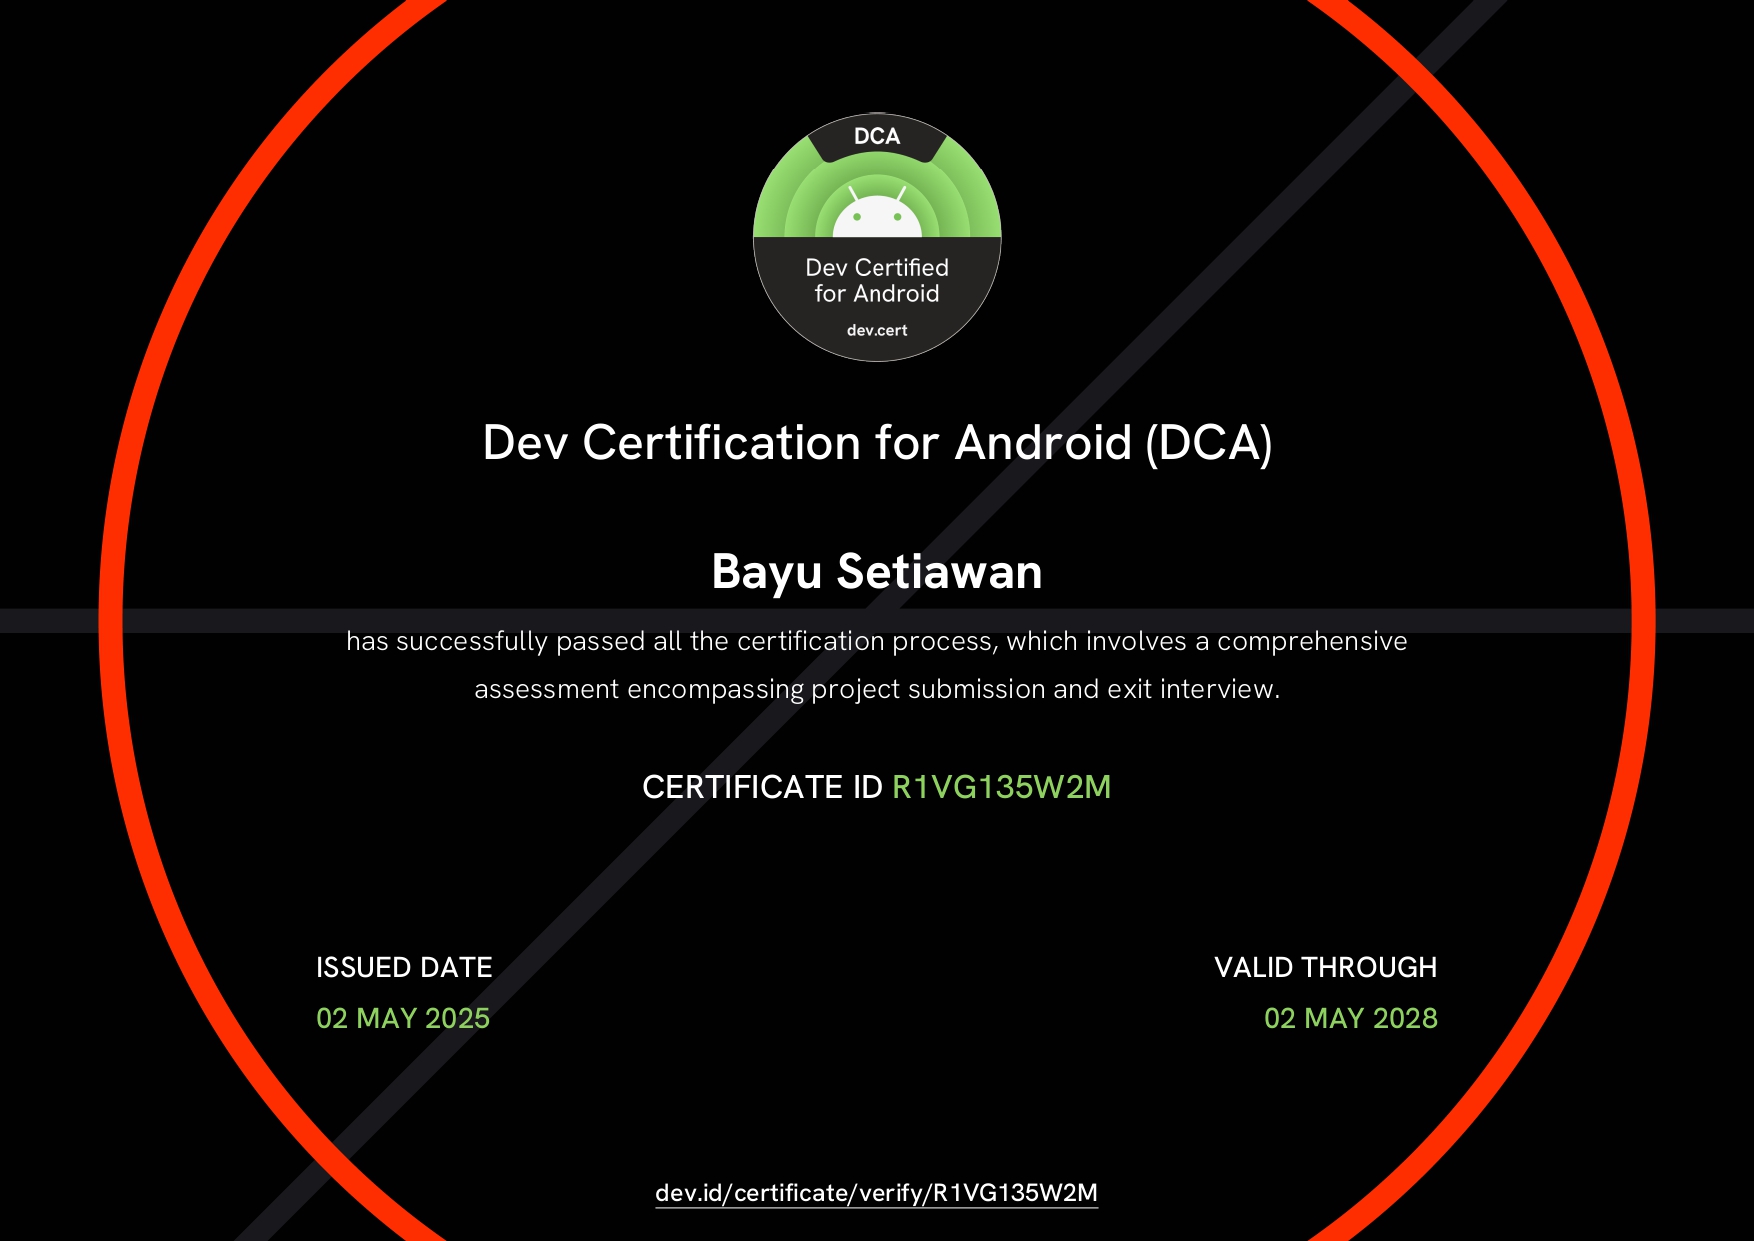 DCA
Dev Certified
for Android
dev.cert
Dev Certification for Android (DCA)
Bayu Setiawan
has successfully passed all the certification process, which involves a comprehensive
assessment encompassing project submission and exit interview.
CERTIFICATE ID R1VG135W2M
ISSUED DATE
02 MAY 2025
VALID THROUGH
02 MAY 2028
dev.id/certificate/verify/R1VG135W2M